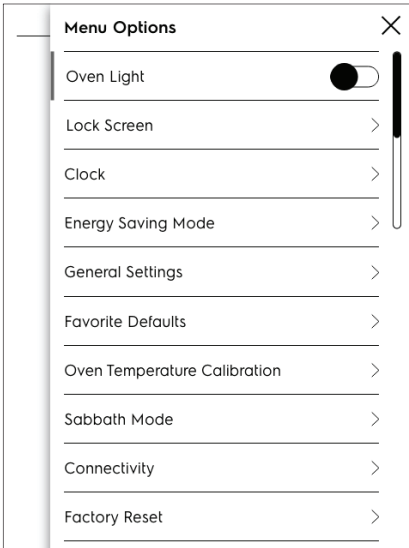 Menu Options
Oven Light
Lock Screen
Clock
Energy Saving Mode
General Settings
Favorite Defaults
Oven Temperature Calibration
Sabbath Mode
Connectivity
Factory Reset